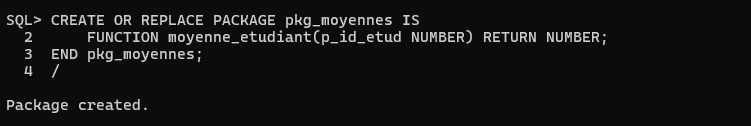 SQL> CREATE OR REPLACE PACKAGE pkg_moyennes IS
  2      FUNCTION moyenne_etudiant(p_id_etud NUMBER) RETURN NUMBER;
  3  END pkg_moyennes;
  4  /
Package created.